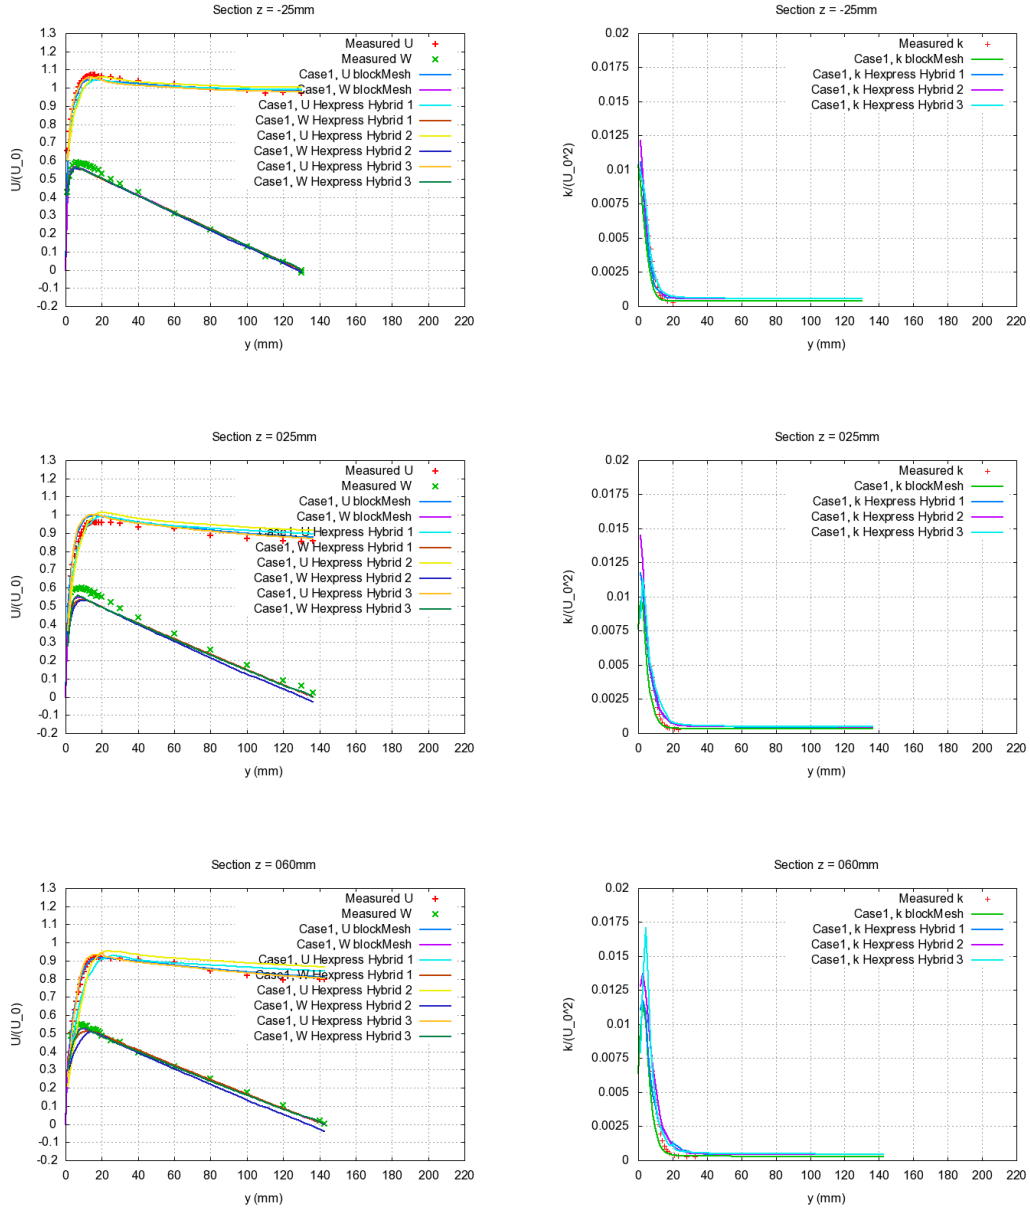 Section z = -25mm
U/(U_0)
1.3
1.2
1.1
1
0.9
0.8
0.7
0.6
0.5
0.4
0.3
0.2
0.1
0
-0.1
-0.2
Measured U
Measured W
Case1, U blockMesh
Case1, W blockMesh
Case1, U Hexpress Hybrid 1
Case1, W Hexpress Hybrid 1
Case1, U Hexpress Hybrid 2
Case1, W Hexpress Hybrid 2
Case1, U Hexpress Hybrid 3
Case1, W Hexpress Hybrid 3
0 20 40 60 80 100 120 140 160 180 200 220
y (mm)
Section z = -25mm
k/(U_0^2)
0.02
0.0175
0.015
0.0125
0.01
0.0075
0.005
0.0025
0
Measured k
Case1, k blockMesh
Case1, k Hexpress Hybrid 1
Case1, k Hexpress Hybrid 2
Case1, k Hexpress Hybrid 3
0 20 40 60 80 100 120 140 160 180 200 220
y (mm)
Section z = 025mm
U/(U_0)
1.3
1.2
1.1
1
0.9
0.8
0.7
0.6
0.5
0.4
0.3
0.2
0.1
0
-0.1
-0.2
Measured U
Measured W
Case1, U blockMesh
Case1, W blockMesh
Case1, U Hexpress Hybrid 1
Case1, W Hexpress Hybrid 1
Case1, U Hexpress Hybrid 2
Case1, W Hexpress Hybrid 2
Case1, U Hexpress Hybrid 3
Case1, W Hexpress Hybrid 3
0 20 40 60 80 100 120 140 160 180 200 220
y (mm)
Section z = 025mm
k/(U_0^2)
0.02
0.0175
0.015
0.0125
0.01
0.0075
0.005
0.0025
0
Measured k
Case1, k blockMesh
Case1, k Hexpress Hybrid 1
Case1, k Hexpress Hybrid 2
Case1, k Hexpress Hybrid 3
0 20 40 60 80 100 120 140 160 180 200 220
y (mm)
Section z = 060mm
U/(U_0)
1.3
1.2
1.1
1
0.9
0.8
0.7
0.6
0.5
0.4
0.3
0.2
0.1
0
-0.1
-0.2
Measured U
Measured W
Case1, U blockMesh
Case1, W blockMesh
Case1, U Hexpress Hybrid 1
Case1, W Hexpress Hybrid 1
Case1, U Hexpress Hybrid 2
Case1, W Hexpress Hybrid 2
Case1, U Hexpress Hybrid 3
Case1, W Hexpress Hybrid 3
0 20 40 60 80 100 120 140 160 180 200 220
y (mm)
Section z = 060mm
k/(U_0^2)
0.02
0.0175
0.015
0.0125
0.01
0.0075
0.005
0.0025
0
Measured k
Case1, k blockMesh
Case1, k Hexpress Hybrid 1
Case1, k Hexpress Hybrid 2
Case1, k Hexpress Hybrid 3
0 20 40 60 80 100 120 140 160 180 200 220
y (mm)